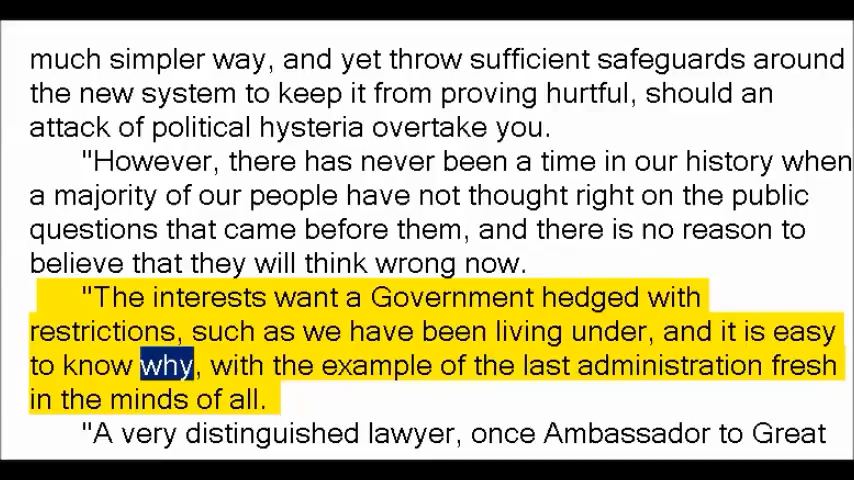 much simpler way, and yet throw sufficient safeguards around
the new system to keep it from proving hurtful, should an
attack of political hysteria overtake you.
"However, there has never been a time in our history when
a majority of our people have not thought right on the public
questions that came before them, and there is no reason to
believe that they will think wrong now.
"The interests want a Government hedged with
restrictions, such as we have been living under, and it is easy
to know why, with the example of the last administration fresh
in the minds of all.
"A very distinguished lawyer, once Ambassador to Great